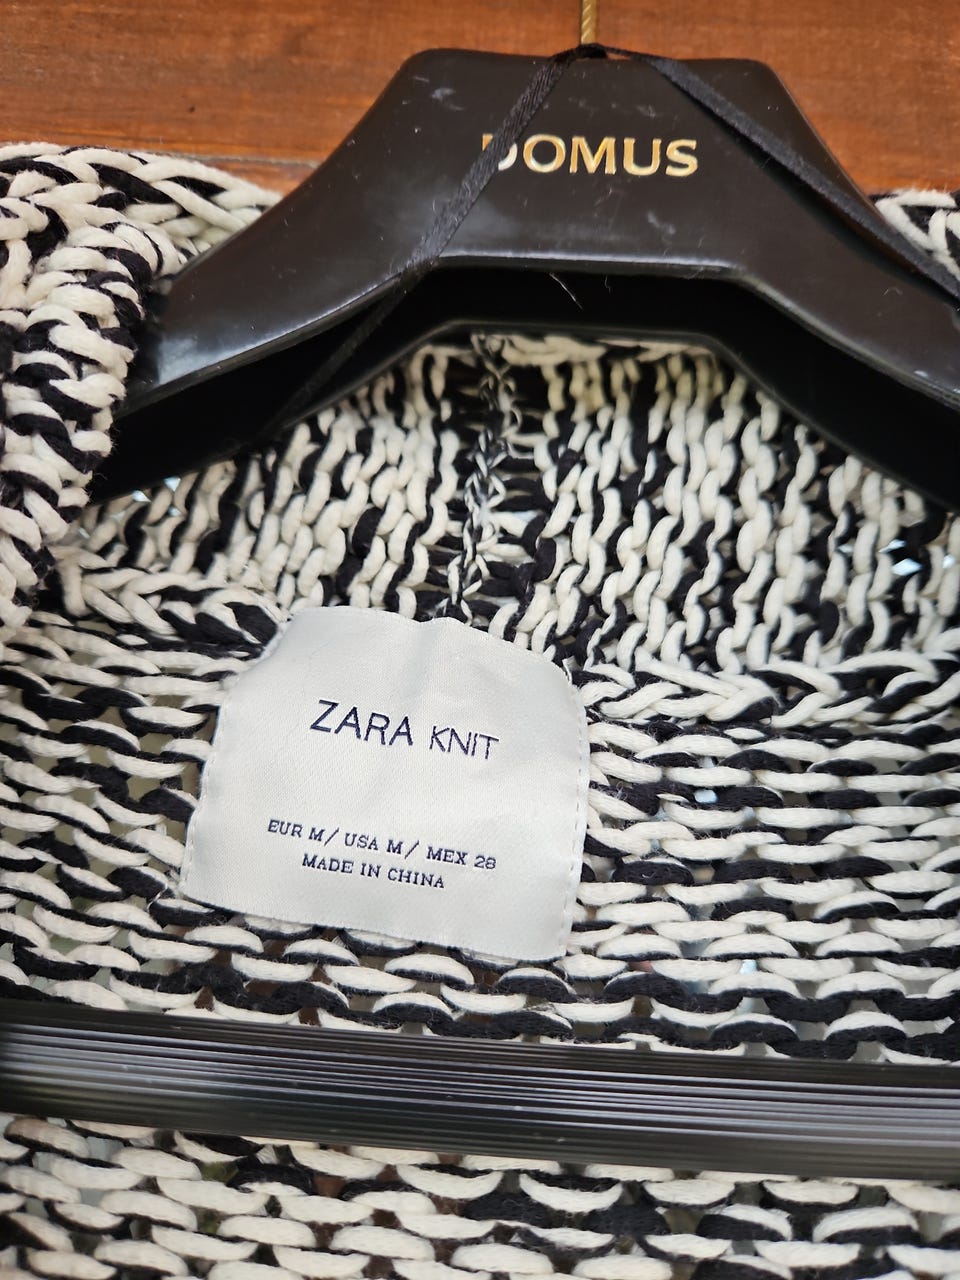 DOMUS
ZARA KNIT
EUR M/ USA M/ MEX 28
MADE IN CHINA